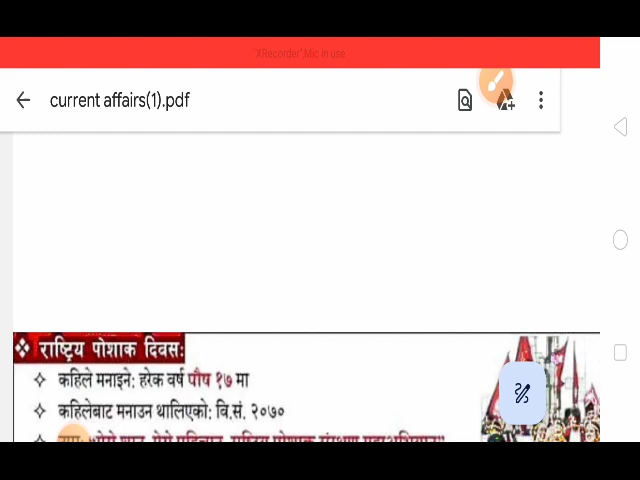 'XRecorder':Mic in use
current affairs(1).pdf
❖ राष्ट्रिय पोशाक दिवसः
✧ कहिले मनाइने: हरेक वर्ष पौष १७ मा
✧ कहिलेबाट मनाउन थालिएको: वि.सं. २०७०